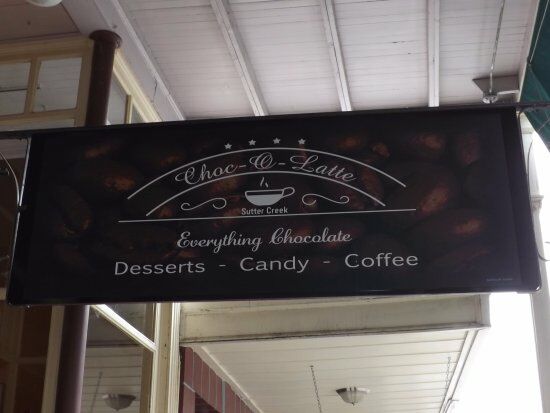 Choc-O-Latte
Sutter Creek
Everything Chocolate
Desserts - Candy - Coffee